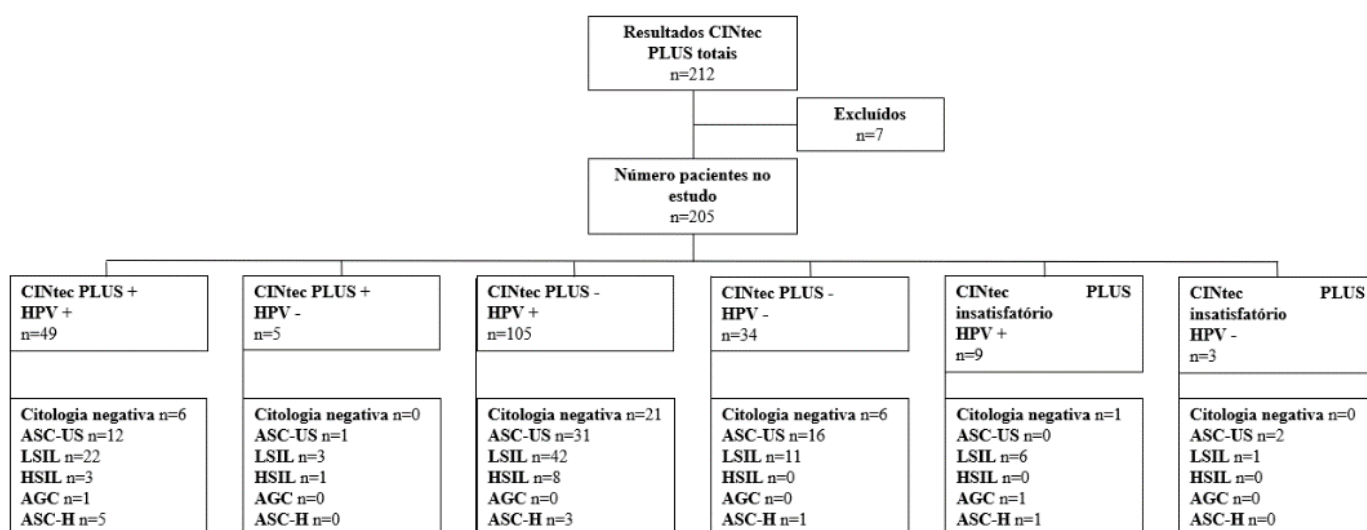 Resultados CINtec
PLUS totais
n=212
Excluídos
n=7
Número pacientes no
estudo
n=205
CINtec PLUS +
HPV +
n=49
CINtec PLUS +
HPV -
n=5
CINtec PLUS -
HPV +
n=105
CINtec PLUS -
HPV -
n=34
CINtec PLUS
insatisfatório
HPV +
n=9
CINtec PLUS
insatisfatório
HPV -
n=3
Citologia negativa n=6
ASC-US n=12
LSIL n=22
HSIL n=3
AGC n=1
ASC-H n=5
Citologia negativa n=0
ASC-US n=1
LSIL n=3
HSIL n=1
AGC n=0
ASC-H n=0
Citologia negativa n=21
ASC-US n=31
LSIL n=42
HSIL n=8
AGC n=0
ASC-H n=3
Citologia negativa n=6
ASC-US n=16
LSIL n=11
HSIL n=0
AGC n=0
ASC-H n=1
Citologia negativa n=1
ASC-US n=0
LSIL n=6
HSIL n=0
AGC n=1
ASC-H n=1
Citologia negativa n=0
ASC-US n=2
LSIL n=1
HSIL n=0
AGC n=0
ASC-H n=0